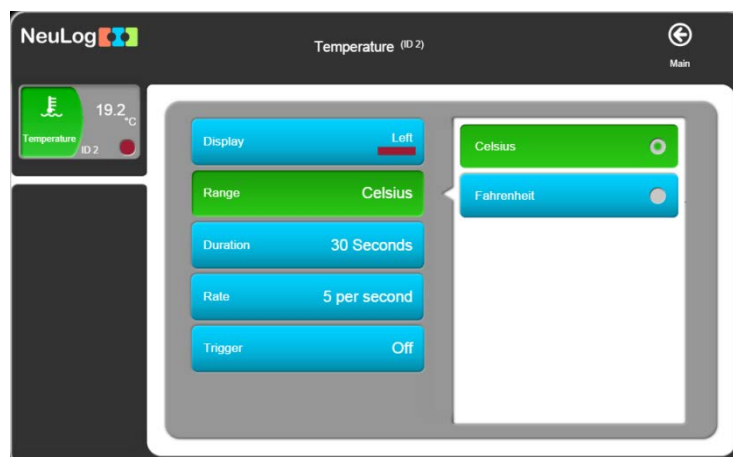 NeuLog
Temperature (ID 2)
Main
19.2
°C
Temperature
ID 2
Display Left
Range Celsius
Duration 30 Seconds
Rate 5 per second
Trigger Off
Celsius
Fahrenheit